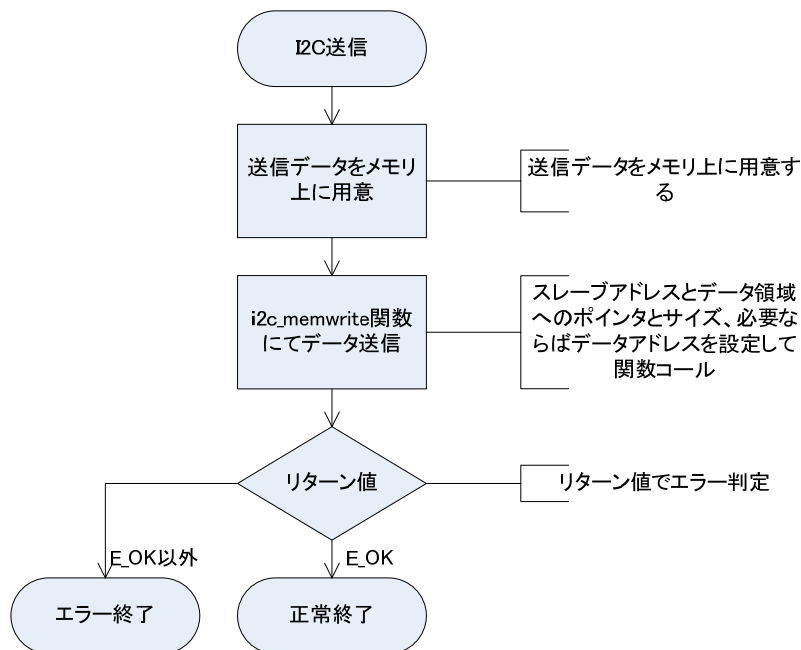 I2C送信
送信データをメモリ
上に用意
送信データをメモリ上に用意す
る
i2c_memwrite関数
にてデータ送信
スレーブアドレスとデータ領域
へのポインタとサイズ、必要な
らばデータアドレスを設定して
関数コール
リターン値
リターン値でエラー判定
E_OK以外
E_OK
エラー終了
正常終了